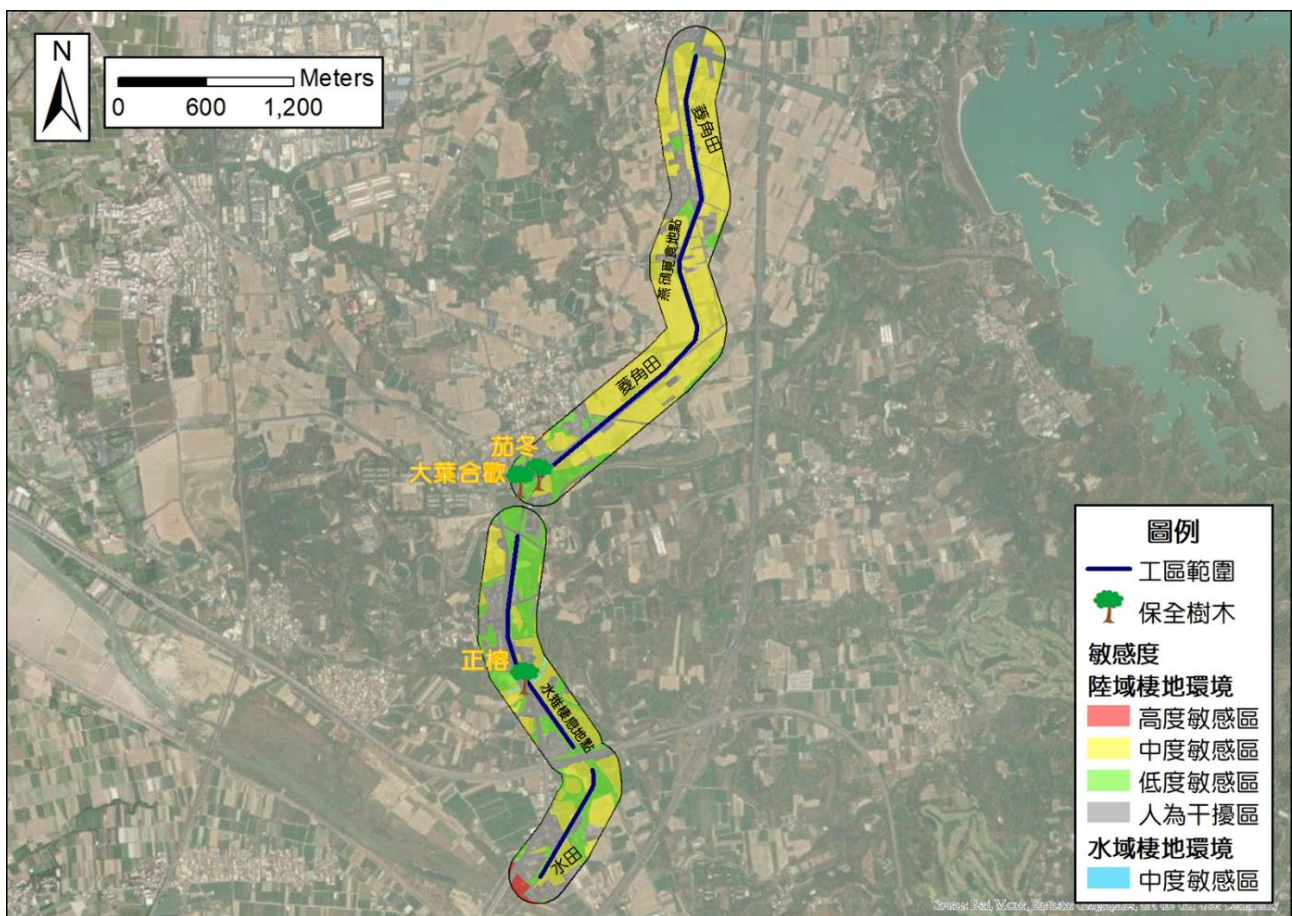 N
Meters
0 600 1,200
菱角田
燕鴴覓食地點
菱角田
茄冬
大葉合歡
正榕
水雉棲息地點
水田
圖例
工區範圍
保全樹木
敏感度
陸域棲地環境
高度敏感區
中度敏感區
低度敏感區
人為干擾區
水域棲地環境
中度敏感區